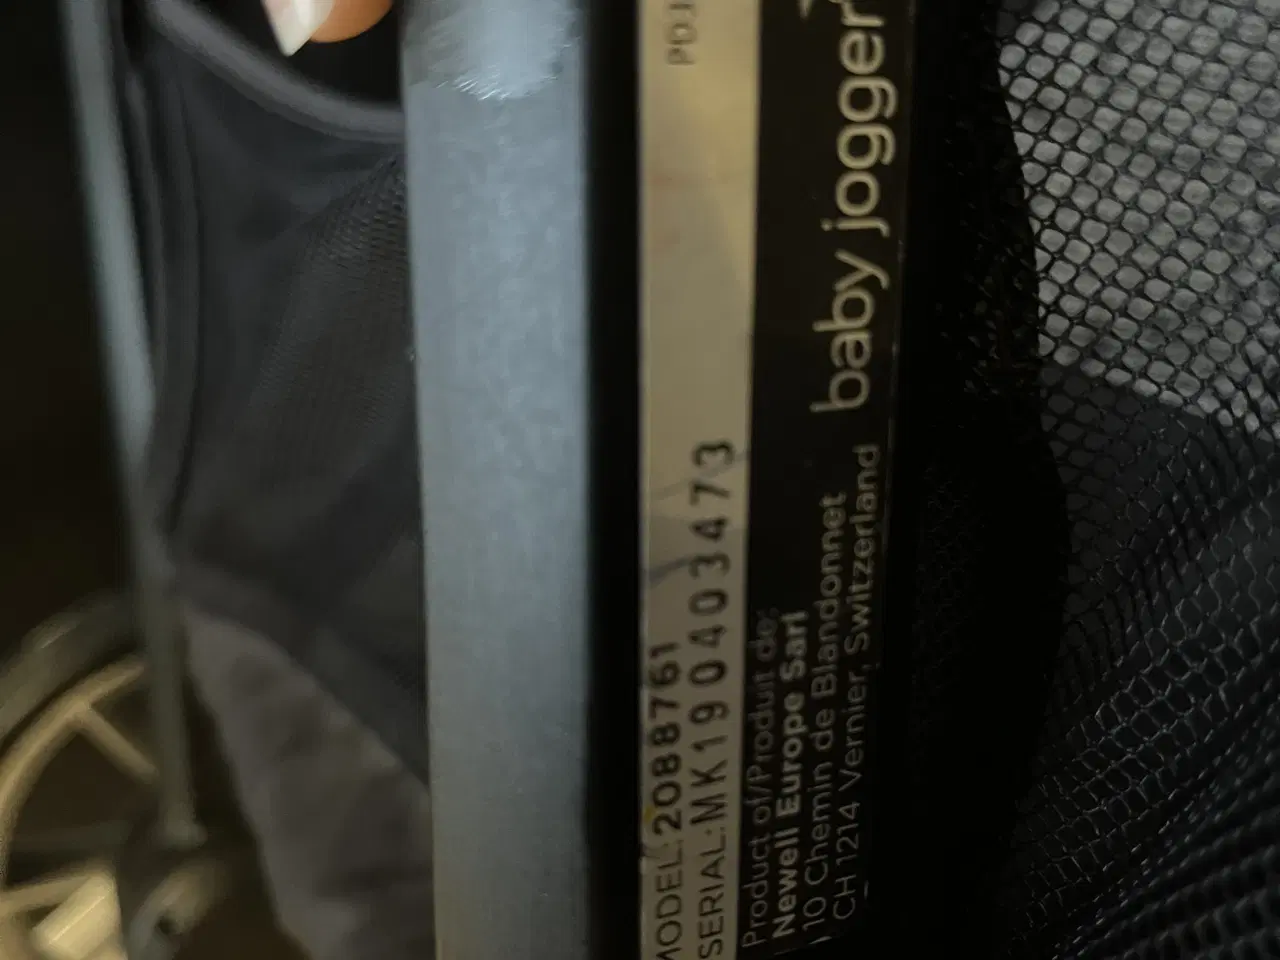 PDJ
MODEL:2088761
SERIAL:MK190403473
Product of/Produit de:
Newell Europe Sarl
10 Chemin de Blandonnet
CH 1214 Vernier, Switzerland
baby jogger